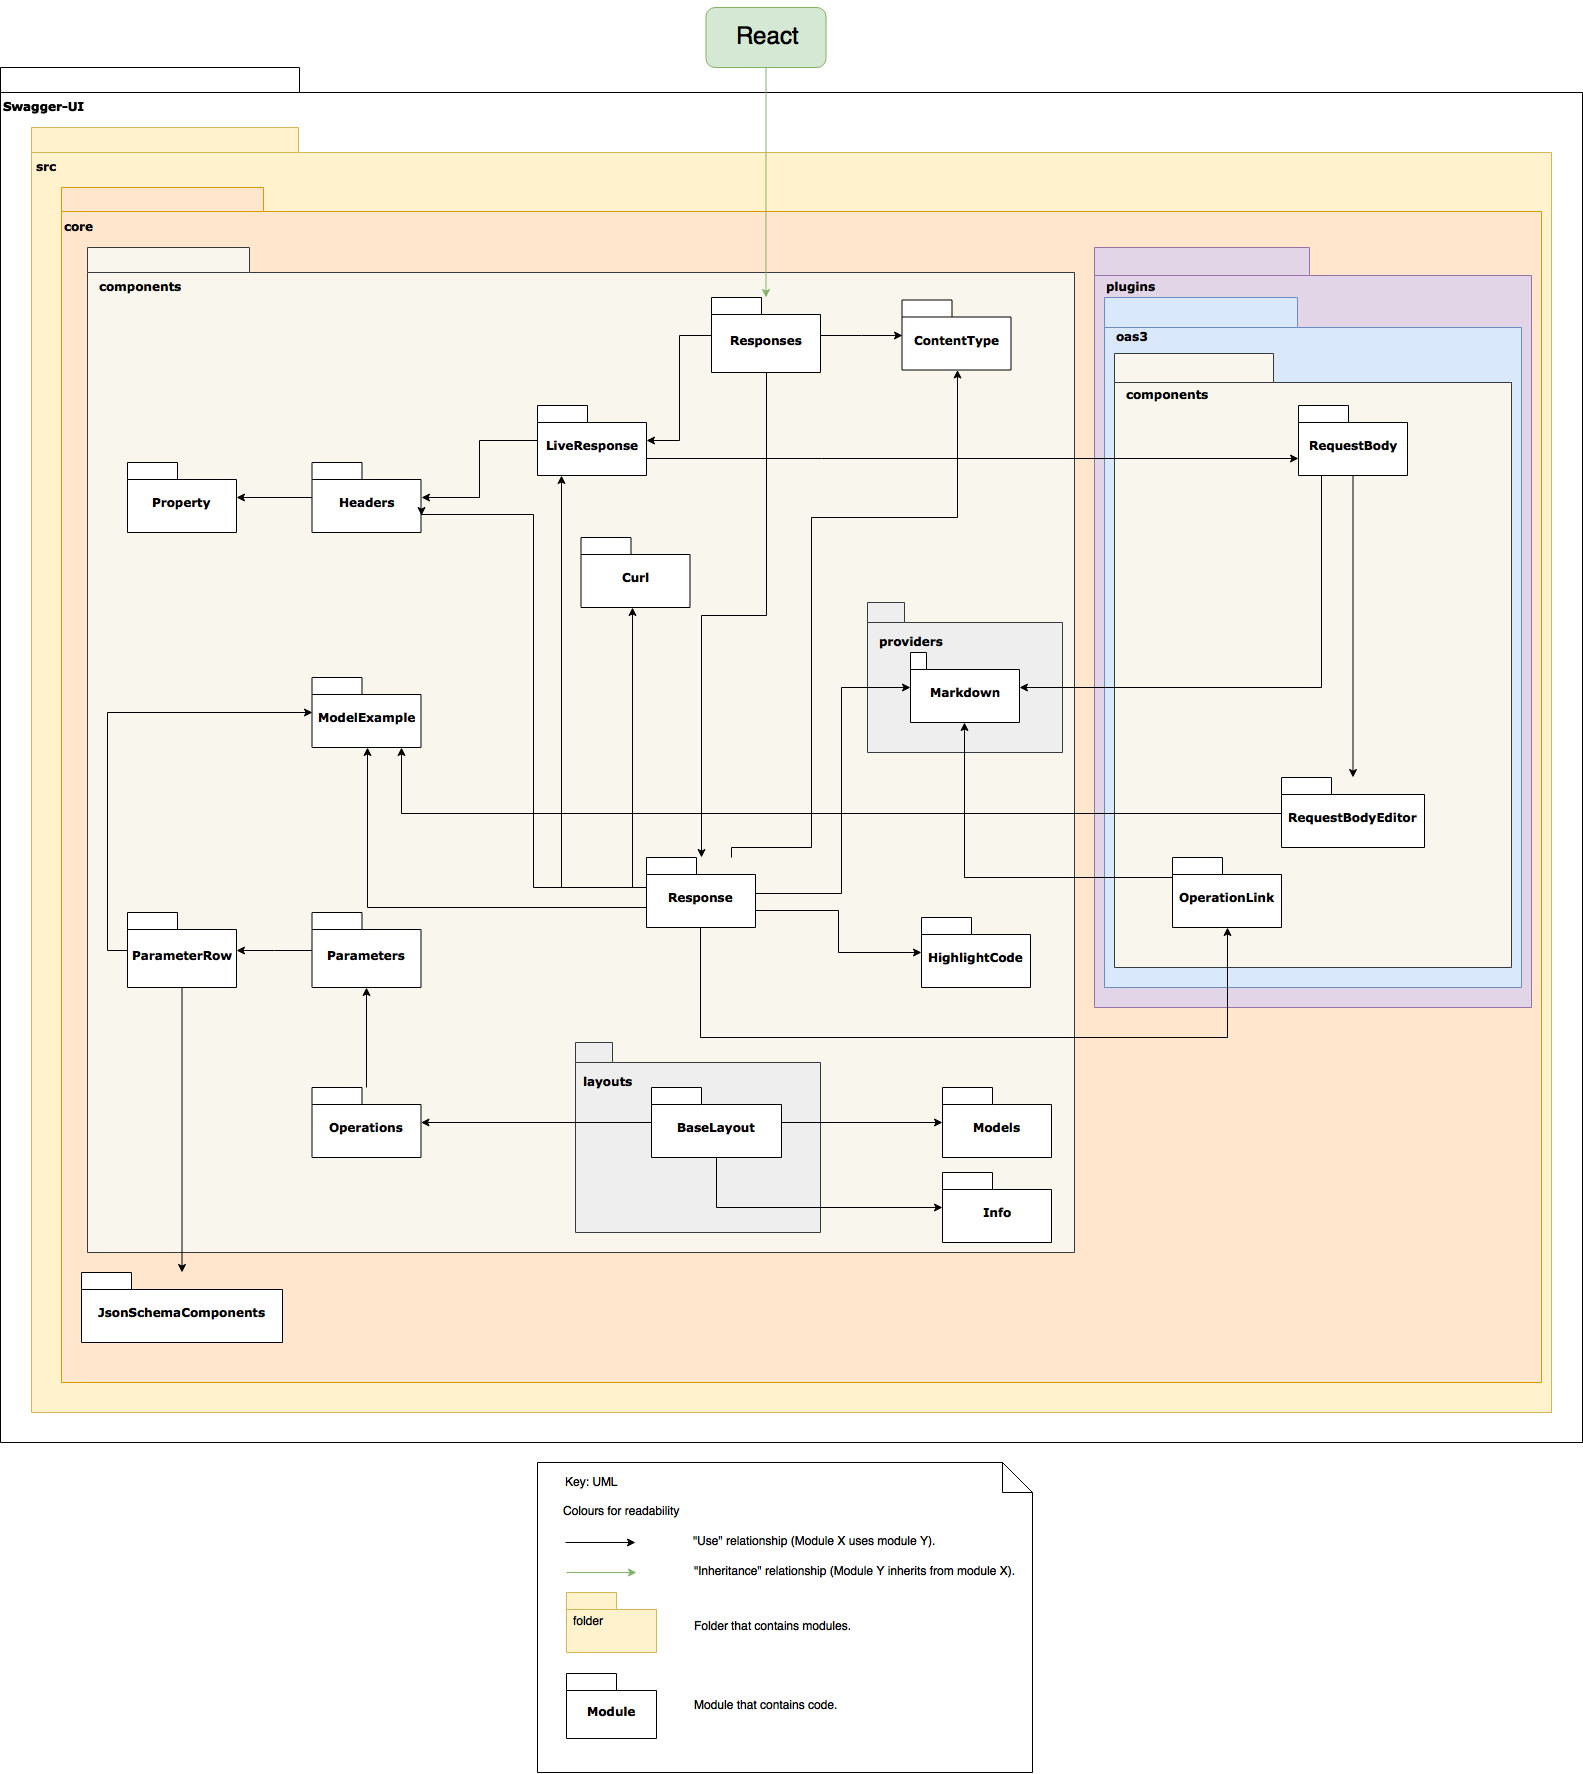 React
Swagger-UI
src
core
components
plugins
oas3
components
Responses
ContentType
LiveResponse
RequestBody
Property
Headers
Curl
providers
Markdown
ModelExample
RequestBodyEditor
Response
OperationLink
ParameterRow
Parameters
HighlightCode
layouts
Operations
BaseLayout
Models
Info
JsonSchemaComponents
Key: UML
Colours for readability
"Use" relationship (Module X uses module Y).
"Inheritance" relationship (Module Y inherits from module X).
folder
Folder that contains modules.
Module
Module that contains code.